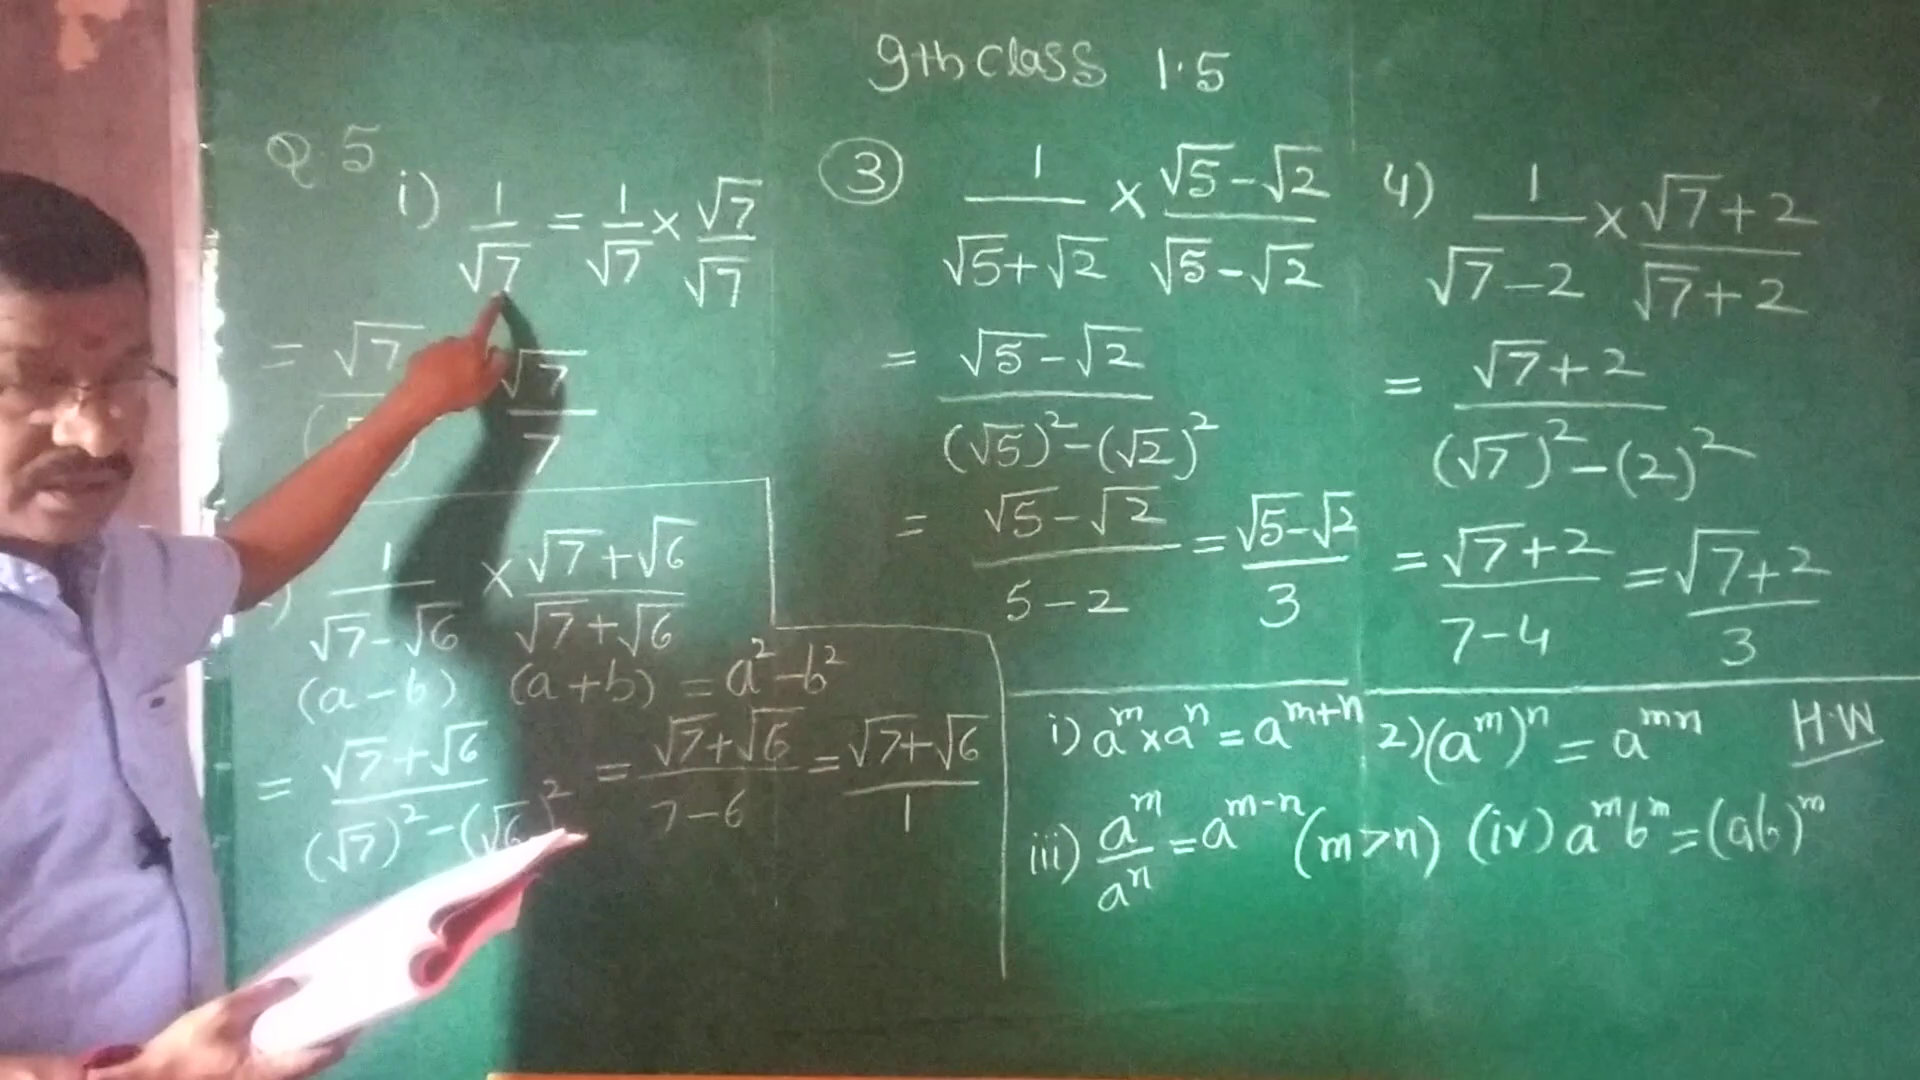 9th class 1.5
Q.5
i) 1/√7 = 1/√7 × √7/√7
= √7/( ) √7/7
) 1/(√7-√6) × (√7+√6)/(√7+√6)
(a-b) (a+b) = a²-b²
= (√7+√6)/((√7)²-(√6)²) = (√7+√6)/(7-6) = (√7+√6)/1
③ 1/(√5+√2) × (√5-√2)/(√5-√2)
= (√5-√2)/((√5)²-(√2)²)
= (√5-√2)/(5-2) = (√5-√2)/3
4) 1/(√7-2) × (√7+2)/(√7+2)
= (√7+2)/((√7)²-(2)²)
= (√7+2)/(7-4) = (√7+2)/3
i) aᵐ×aⁿ = aᵐ⁺ⁿ 2) (aᵐ)ⁿ = aᵐⁿ H.W
iii) aᵐ/aⁿ = aᵐ⁻ⁿ (m>n) (iv) aᵐbᵐ = (ab)ᵐ